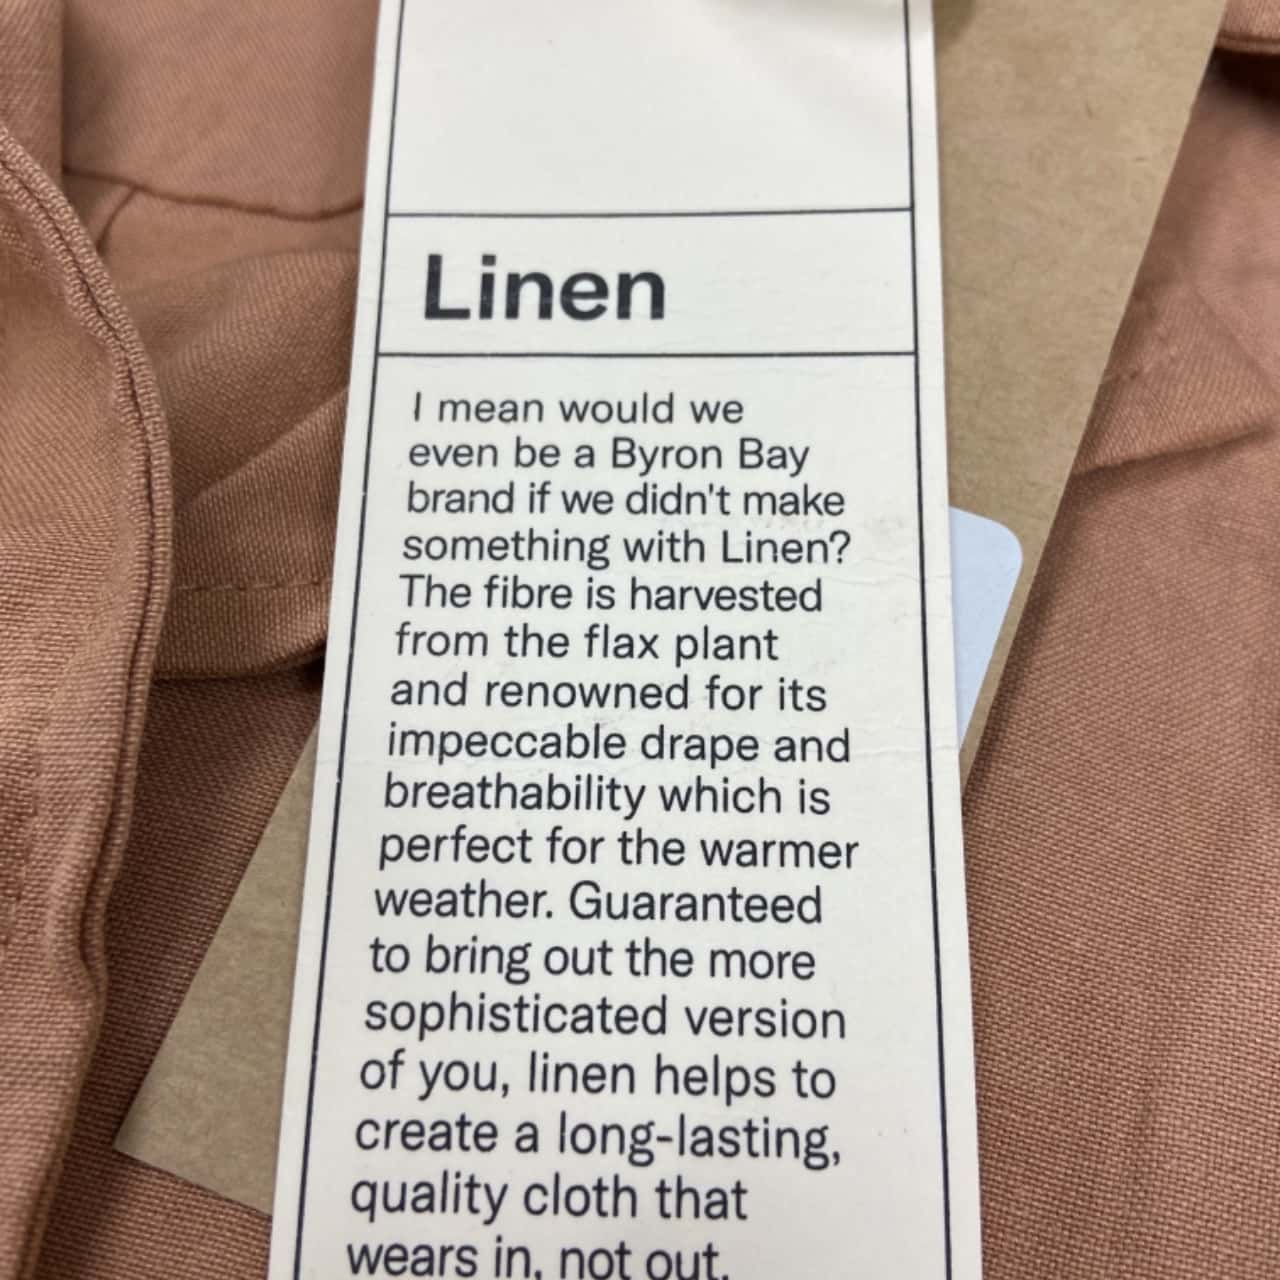 Linen
I mean would we
even be a Byron Bay
brand if we didn't make
something with Linen?
The fibre is harvested
from the flax plant
and renowned for its
impeccable drape and
breathability which is
perfect for the warmer
weather. Guaranteed
to bring out the more
sophisticated version
of you, linen helps to
create a long-lasting,
quality cloth that
wears in, not out.